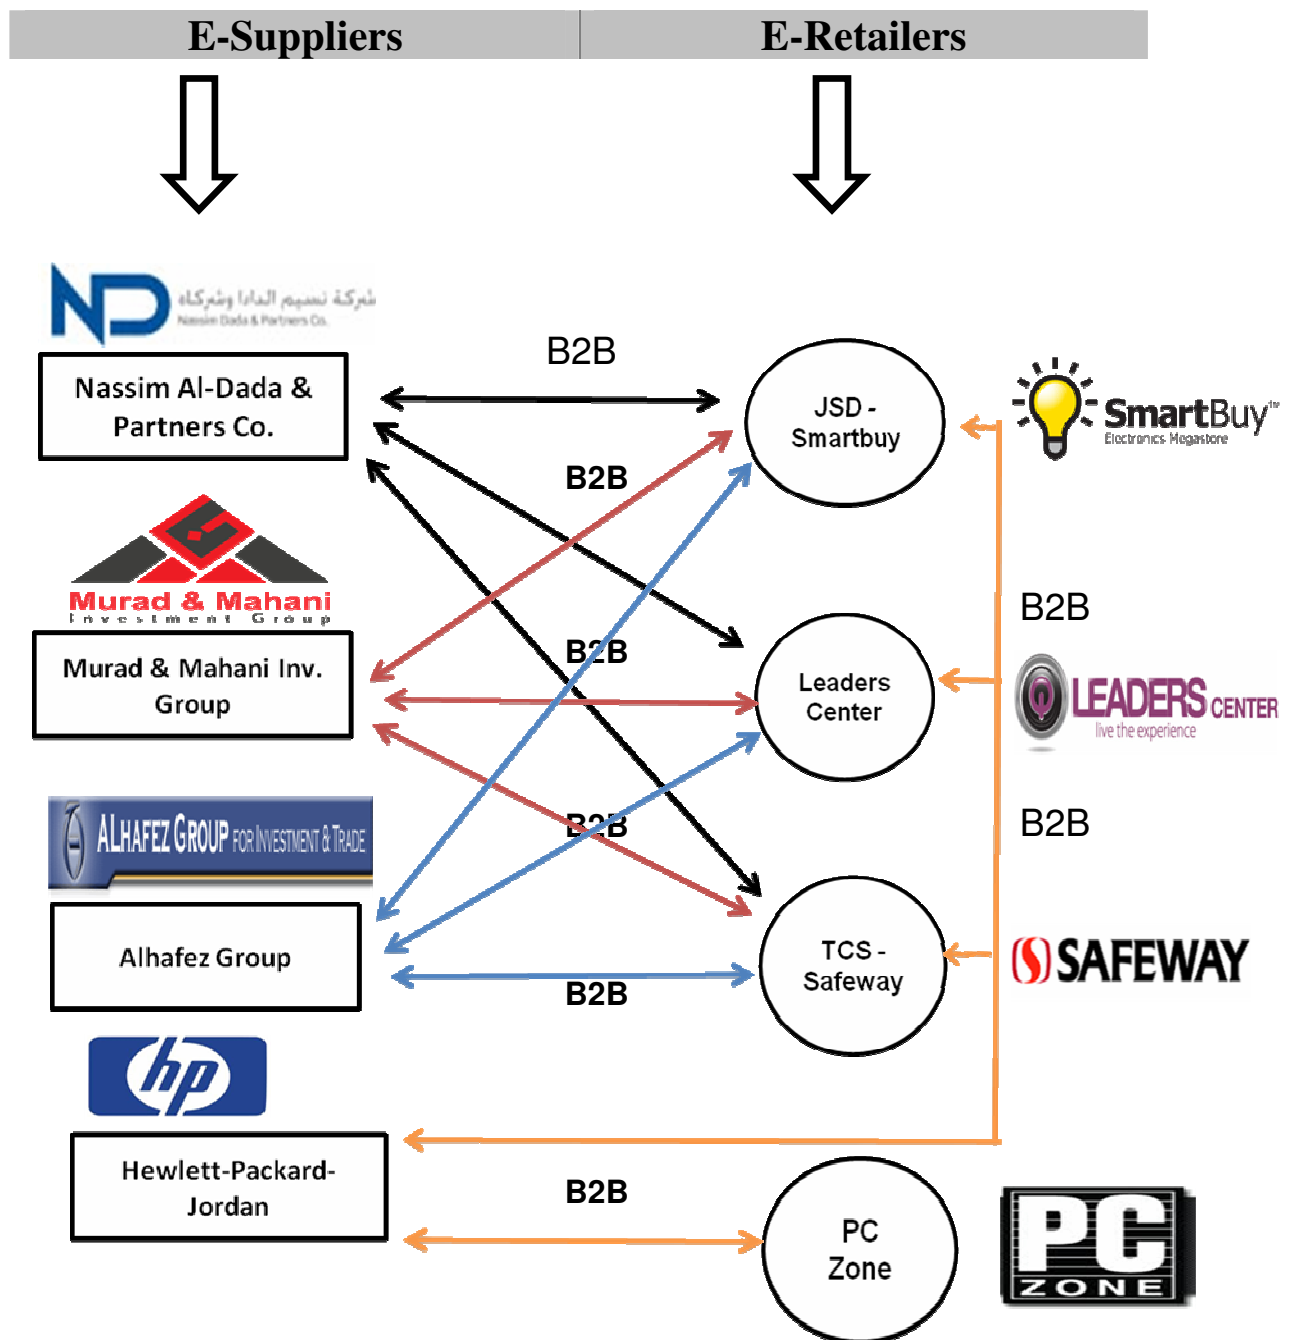 E-Suppliers
E-Retailers
شركة نسيم الدادا وشركاه
Nassim Dada & Partners Co.
Nassim Al-Dada &
Partners Co.
B2B
JSD -
Smartbuy
SmartBuy™
Electronics Megastore
B2B
Murad & Mahani
Investment Group
Murad & Mahani Inv.
Group
B2B
Leaders
Center
B2B
LEADERS CENTER
live the experience
B2B
B2B
ALHAFEZ GROUP FOR INVESTMENT & TRADE
Alhafez Group
B2B
TCS -
Safeway
SAFEWAY
hp
Hewlett-Packard-
Jordan
B2B
PC
Zone
PC
ZONE